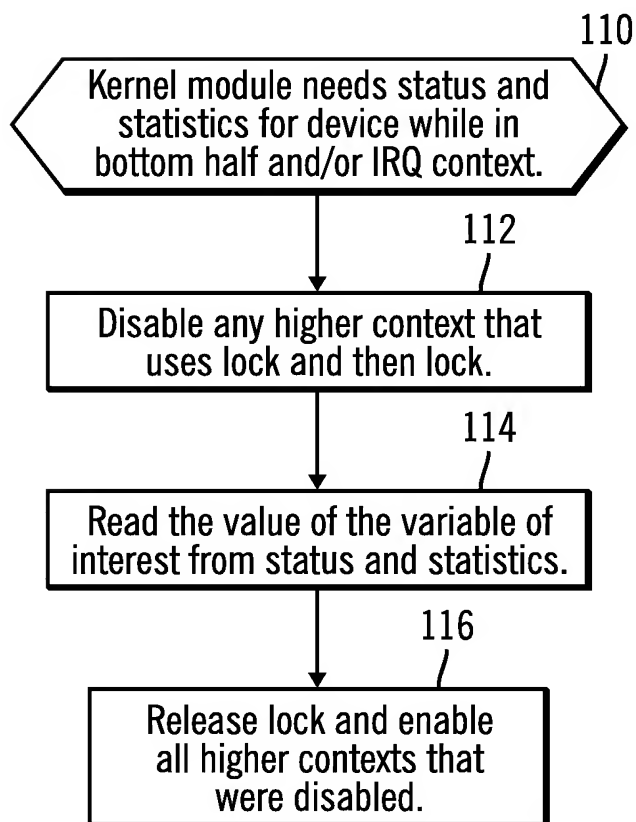 110
Kernel module needs status and
statistics for device while in
bottom half and/or IRQ context.
112
Disable any higher context that
uses lock and then lock.
114
Read the value of the variable of
interest from status and statistics.
116
Release lock and enable
all higher contexts that
were disabled.